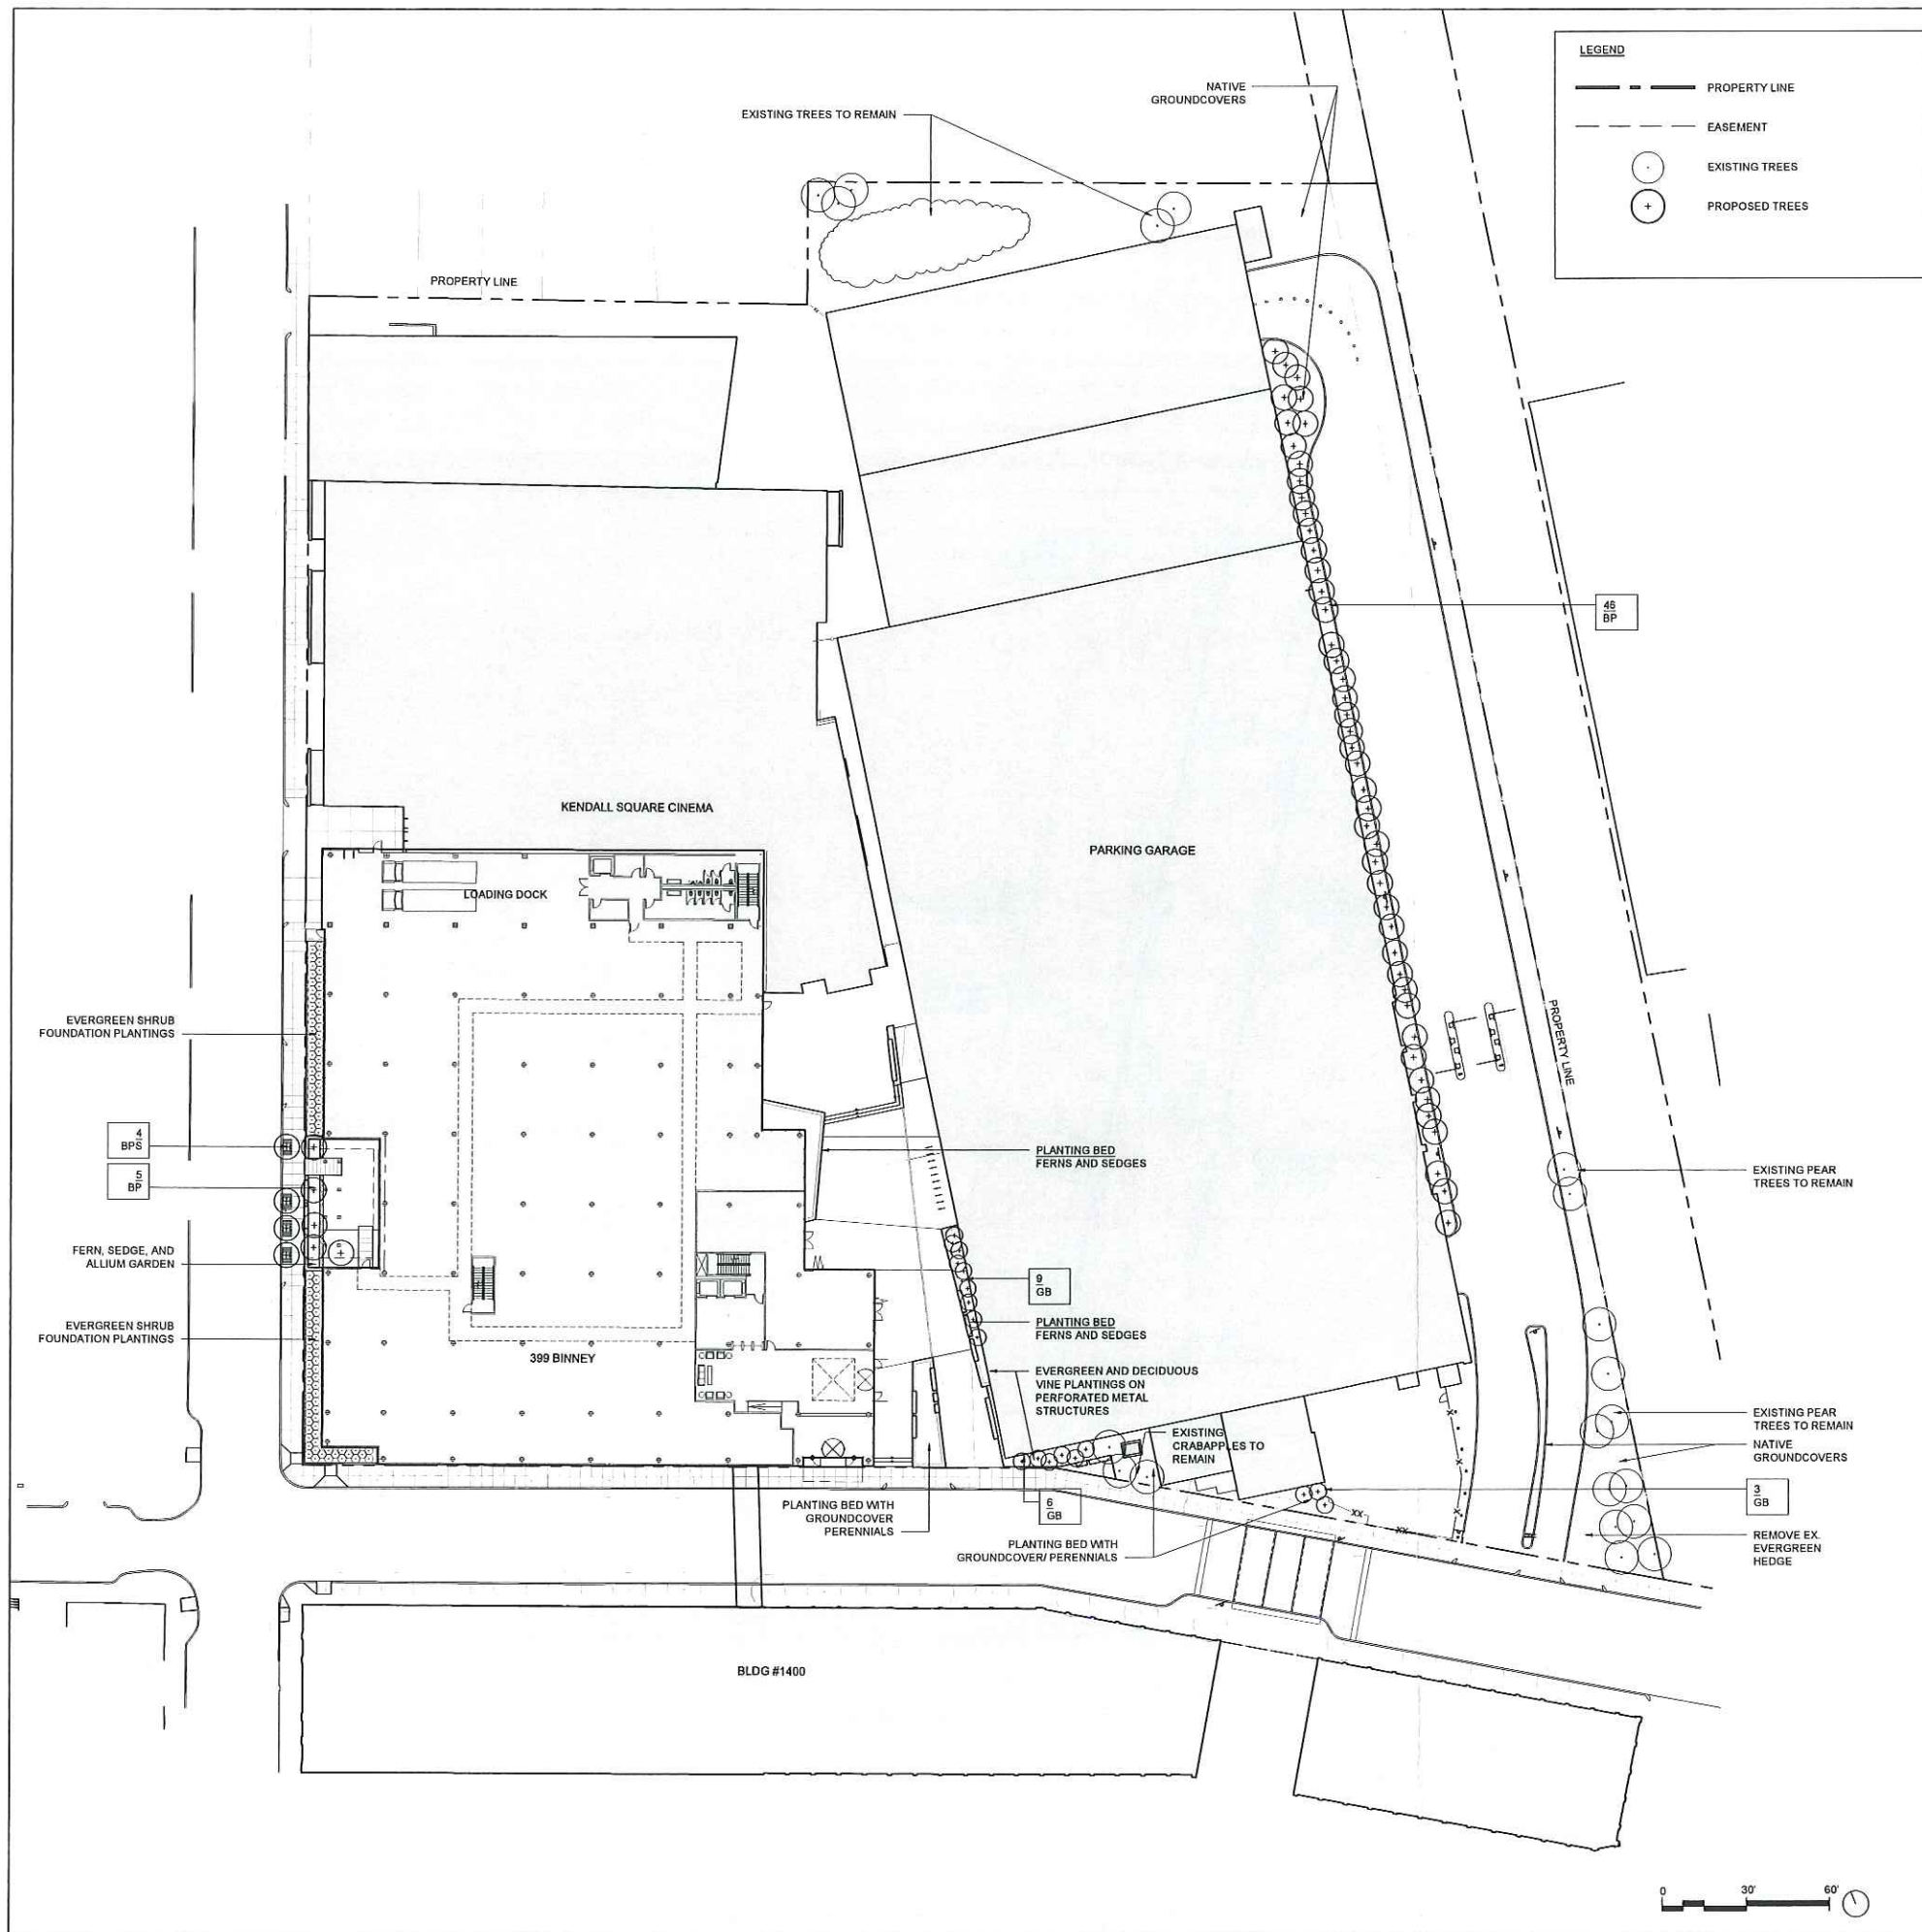 LEGEND
PROPERTY LINE
EASEMENT
EXISTING TREES
PROPOSED TREES
NATIVE
GROUNDCOVERS
EXISTING TREES TO REMAIN
PROPERTY LINE
46
BP
KENDALL SQUARE CINEMA
PARKING GARAGE
LOADING DOCK
EVERGREEN SHRUB
FOUNDATION PLANTINGS
PROPERTY LINE
4
BPS
5
BP
PLANTING BED
FERNS AND SEDGES
EXISTING PEAR
TREES TO REMAIN
FERN, SEDGE, AND
ALLIUM GARDEN
9
GB
PLANTING BED
FERNS AND SEDGES
EVERGREEN SHRUB
FOUNDATION PLANTINGS
399 BINNEY
EVERGREEN AND DECIDUOUS
VINE PLANTINGS ON
PERFORATED METAL
STRUCTURES
EXISTING PEAR
TREES TO REMAIN
NATIVE
GROUNDCOVERS
EXISTING
CRABAPPLES TO
REMAIN
3
GB
PLANTING BED WITH
GROUNDCOVER
PERENNIALS
6
GB
PLANTING BED WITH
GROUNDCOVER/ PERENNIALS
XX
XX
REMOVE EX.
EVERGREEN
HEDGE
BLDG #1400
0 30' 60'